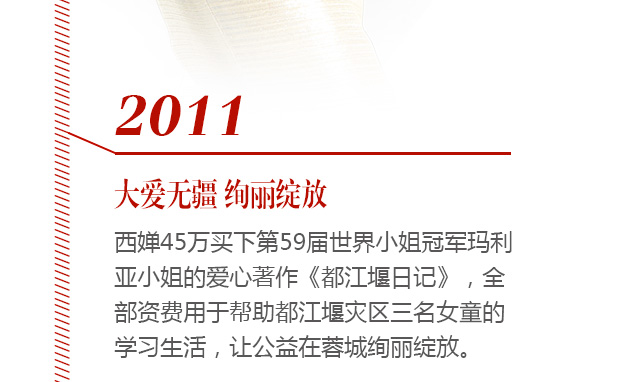 2011
大爱无疆 绚丽绽放
西婵45万买下第59届世界小姐冠军玛利
亚小姐的爱心著作《都江堰日记》，全
部资费用于帮助都江堰灾区三名女童的
学习生活，让公益在蓉城绚丽绽放。